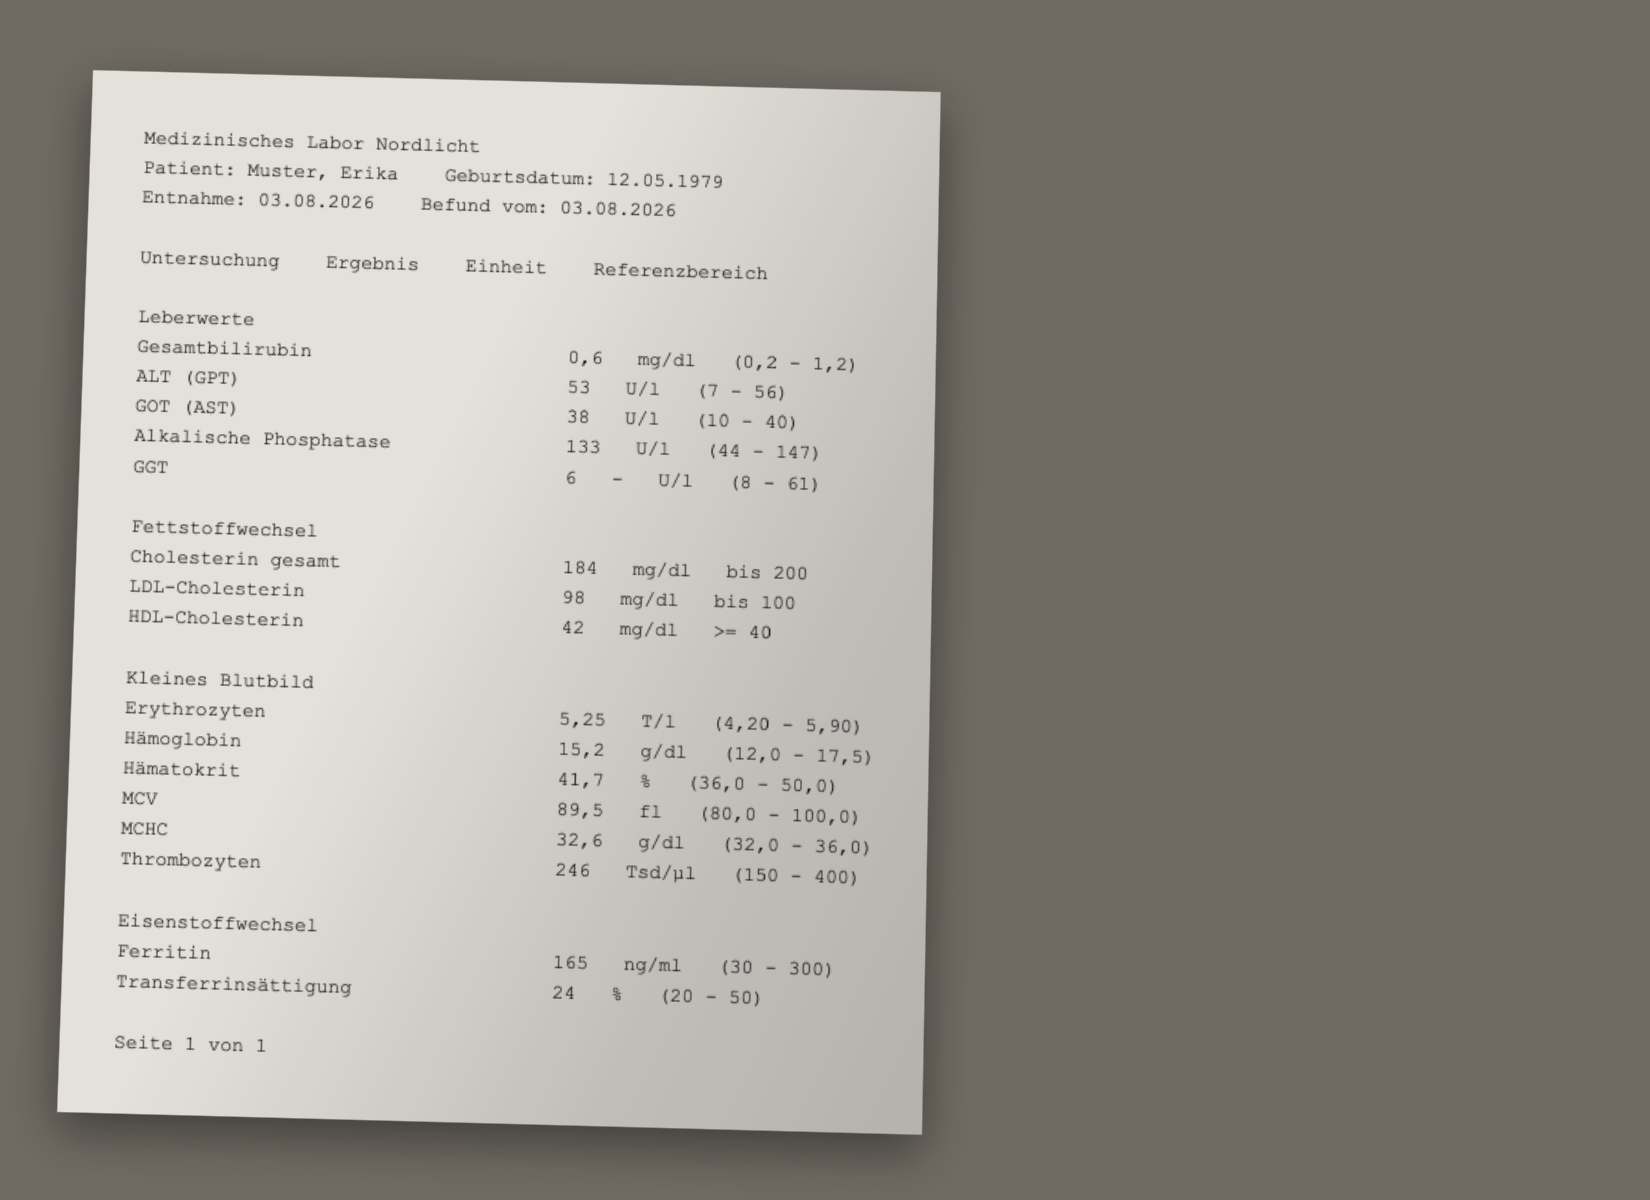 Medizinisches Labor Nordlicht
Patient: Muster, Erika    Geburtsdatum: 12.05.1979
Entnahme: 03.08.2026    Befund vom: 03.08.2026
Untersuchung    Ergebnis    Einheit    Referenzbereich
Leberwerte
Gesamtbilirubin    0,6   mg/dl   (0,2 - 1,2)
ALT (GPT)    53   U/l   (7 - 56)
GOT (AST)    38   U/l   (10 - 40)
Alkalische Phosphatase    133   U/l   (44 - 147)
GGT    6   -   U/l   (8 - 61)
Fettstoffwechsel
Cholesterin gesamt    184   mg/dl   bis 200
LDL-Cholesterin    98   mg/dl   bis 100
HDL-Cholesterin    42   mg/dl   >= 40
Kleines Blutbild
Erythrozyten    5,25   T/l   (4,20 - 5,90)
Hämoglobin    15,2   g/dl   (12,0 - 17,5)
Hämatokrit    41,7   %   (36,0 - 50,0)
MCV    89,5   fl   (80,0 - 100,0)
MCHC    32,6   g/dl   (32,0 - 36,0)
Thrombozyten    246   Tsd/µl   (150 - 400)
Eisenstoffwechsel
Ferritin    165   ng/ml   (30 - 300)
Transferrinsättigung    24   %   (20 - 50)
Seite 1 von 1